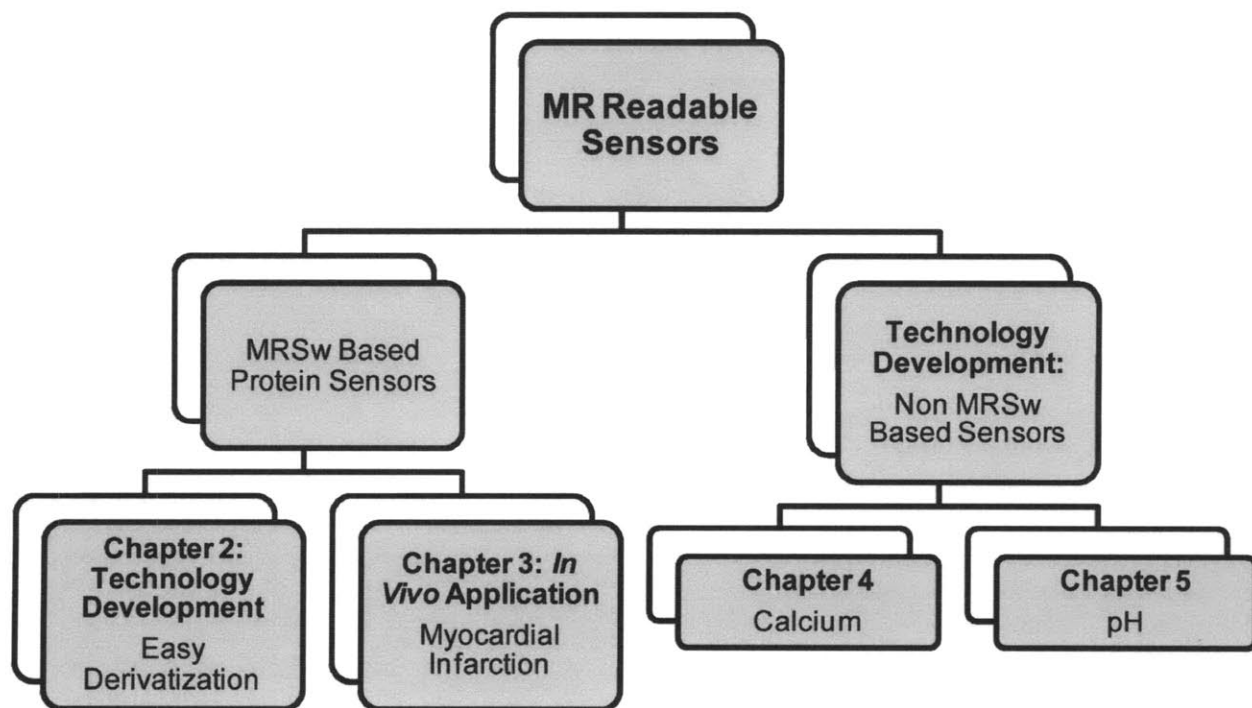 MR Readable
Sensors
MRSw Based
Protein Sensors
Technology
Development:
Non MRSw
Based Sensors
Chapter 2:
Technology
Development
Easy
Derivatization
Chapter 3: In
Vivo Application
Myocardial
Infarction
Chapter 4
Calcium
Chapter 5
pH